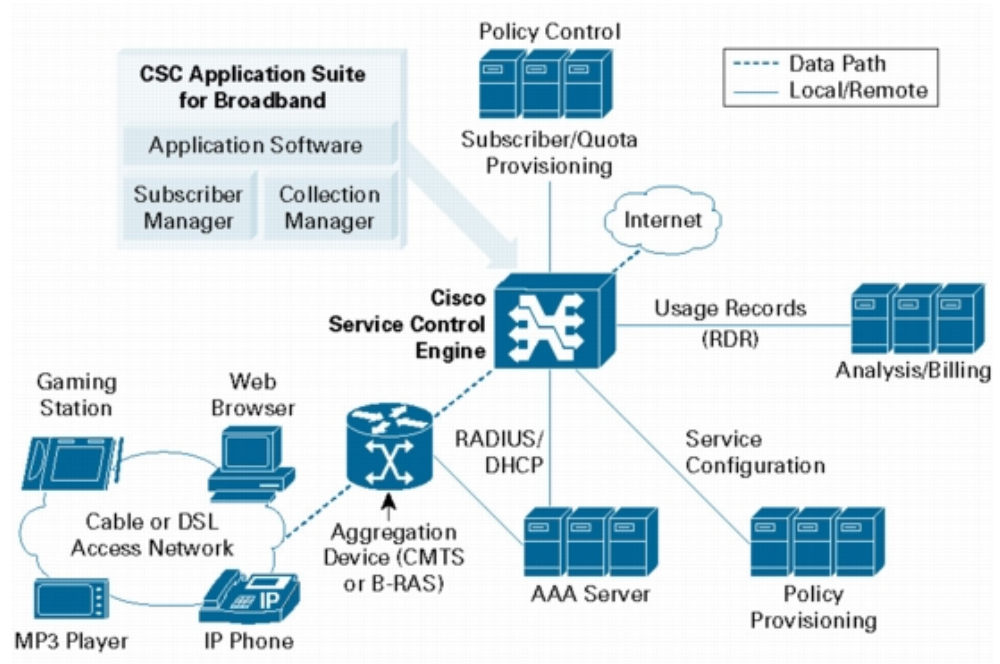 Policy Control
CSC Application Suite
for Broadband
Application Software
Subscriber
Manager
Collection
Manager
Data Path
Local/Remote
Subscriber/Quota
Provisioning
Internet
Cisco
Service Control
Engine
Usage Records
(RDR)
Analysis/Billing
Gaming
Station
Web
Browser
RADIUS/
DHCP
Service
Configuration
Cable or DSL
Access Network
Aggregation
Device (CMTS
or B-RAS)
AAA Server
Policy
Provisioning
MP3 Player
IP
IP Phone